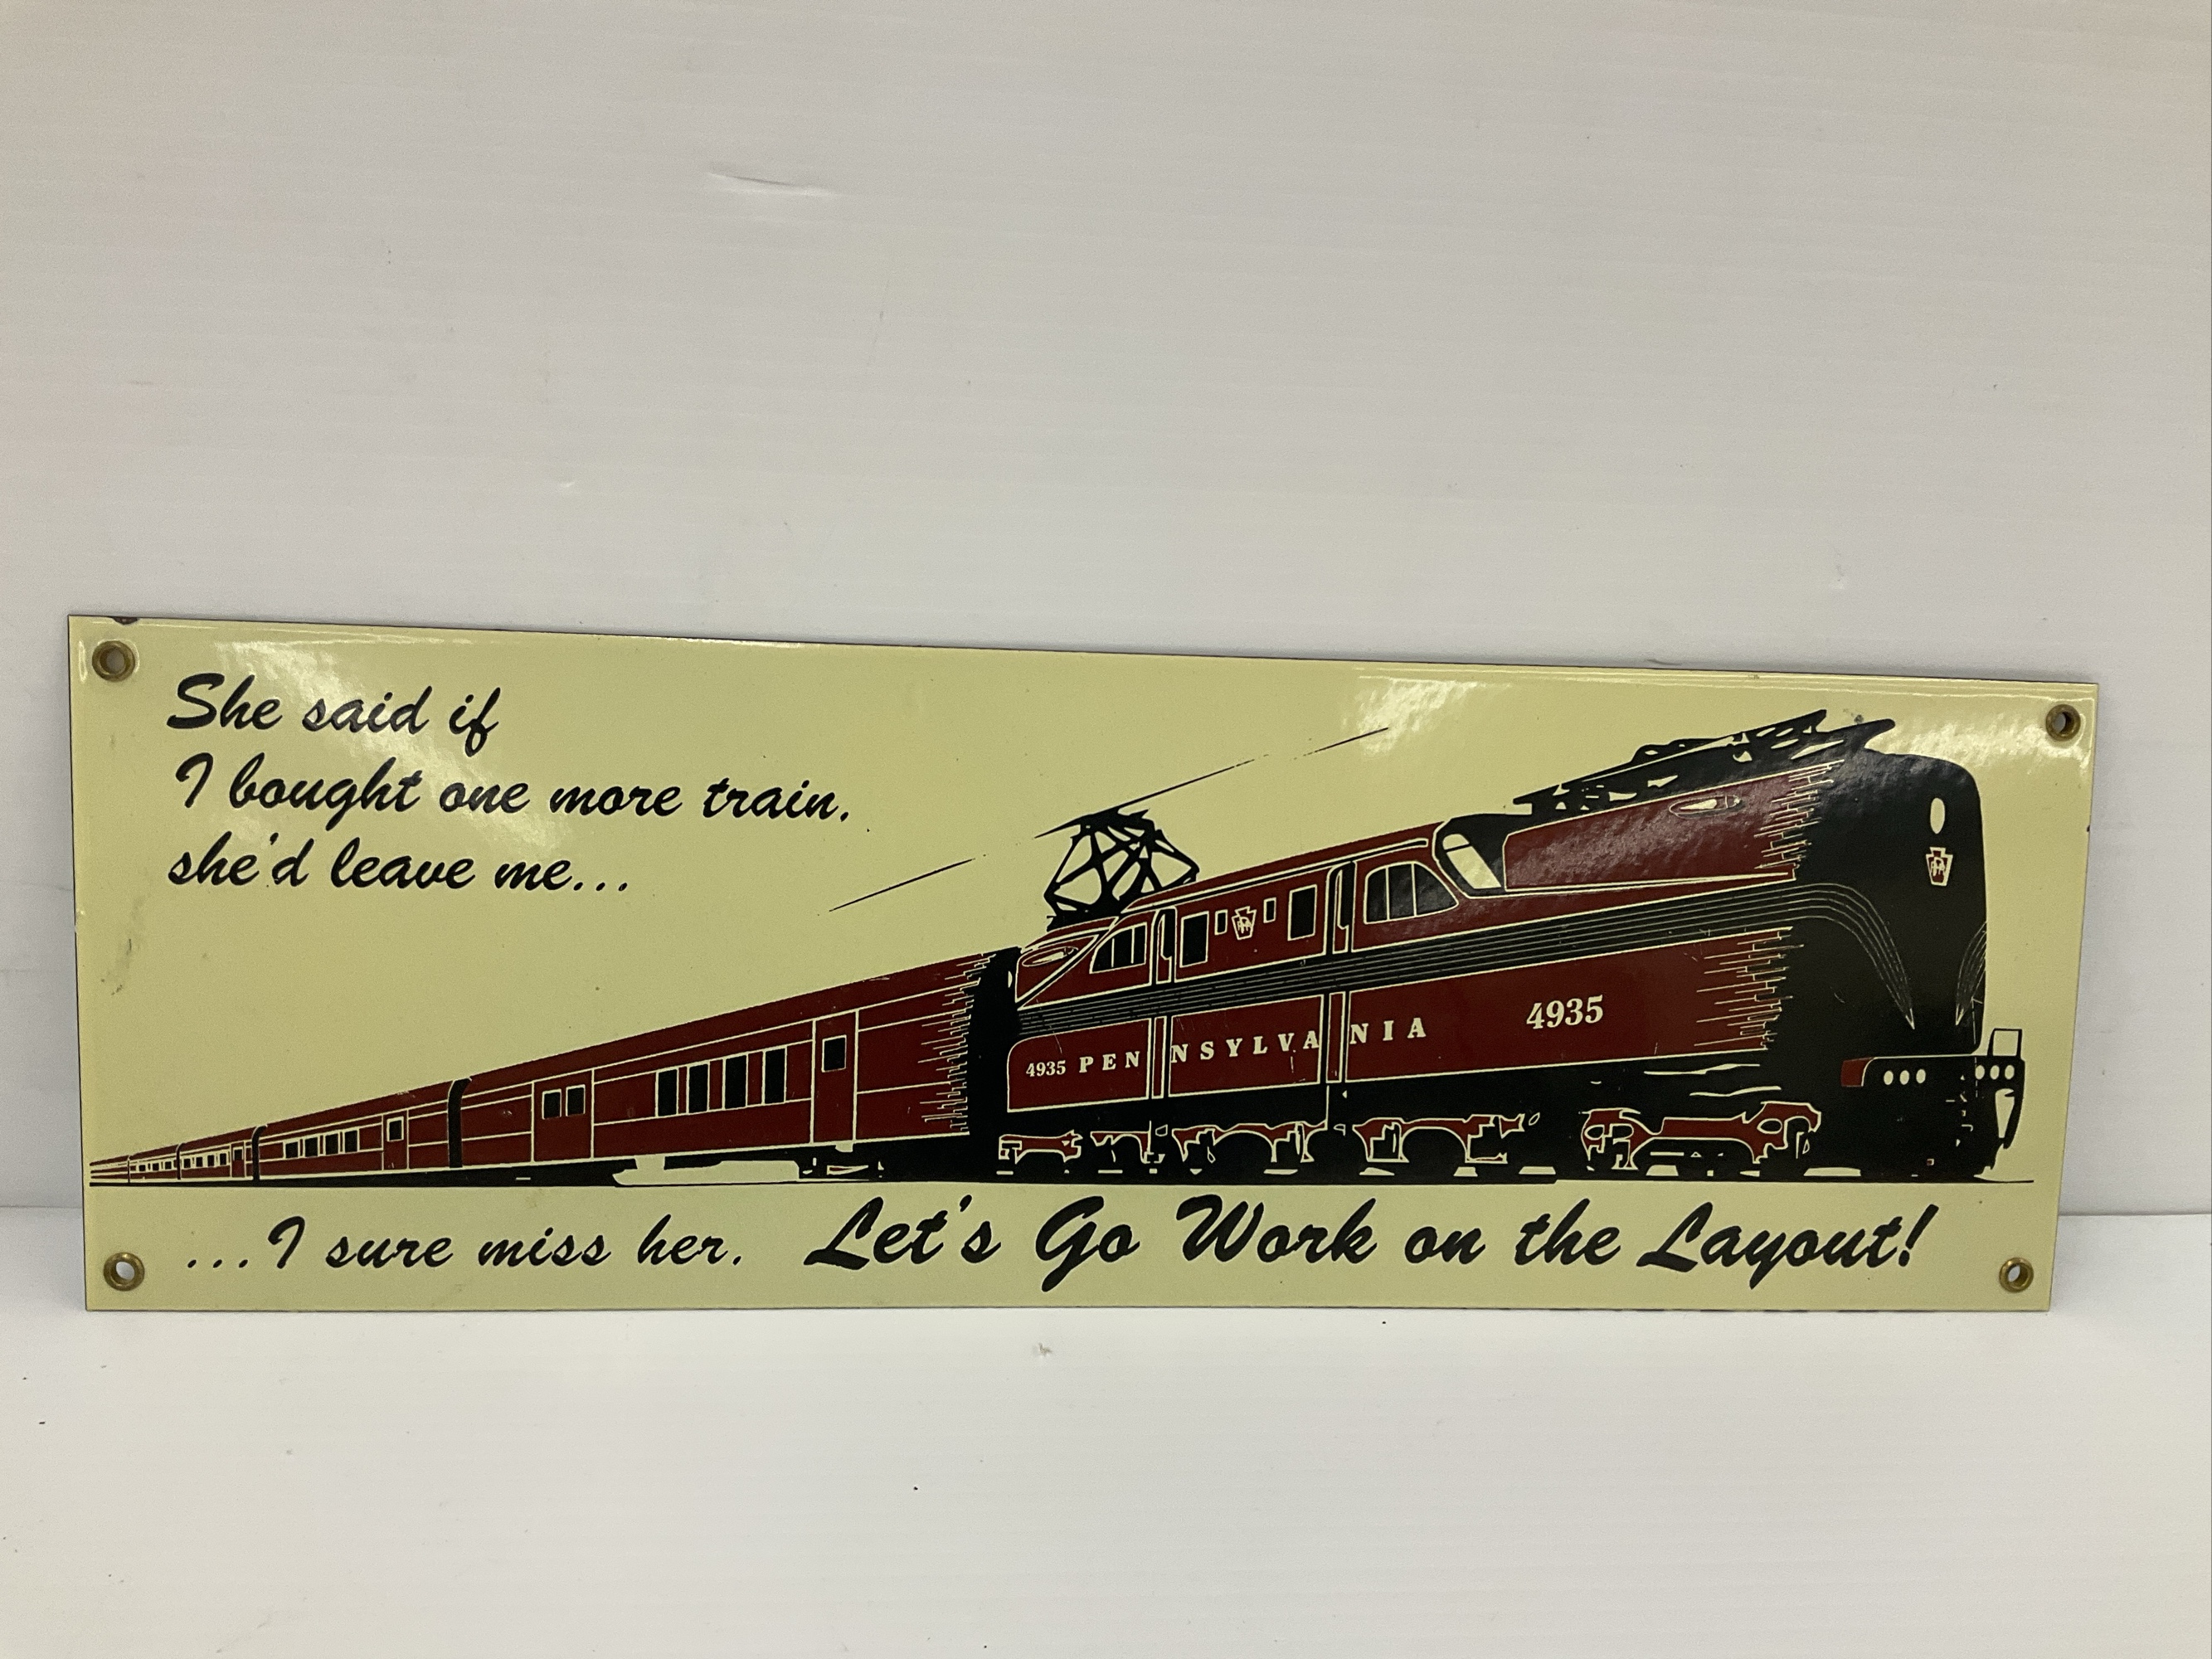 She said if
I bought one more train,
she'd leave me...
4935 PENNSYLVANIA 4935
...I sure miss her. Let's Go Work on the Layout!